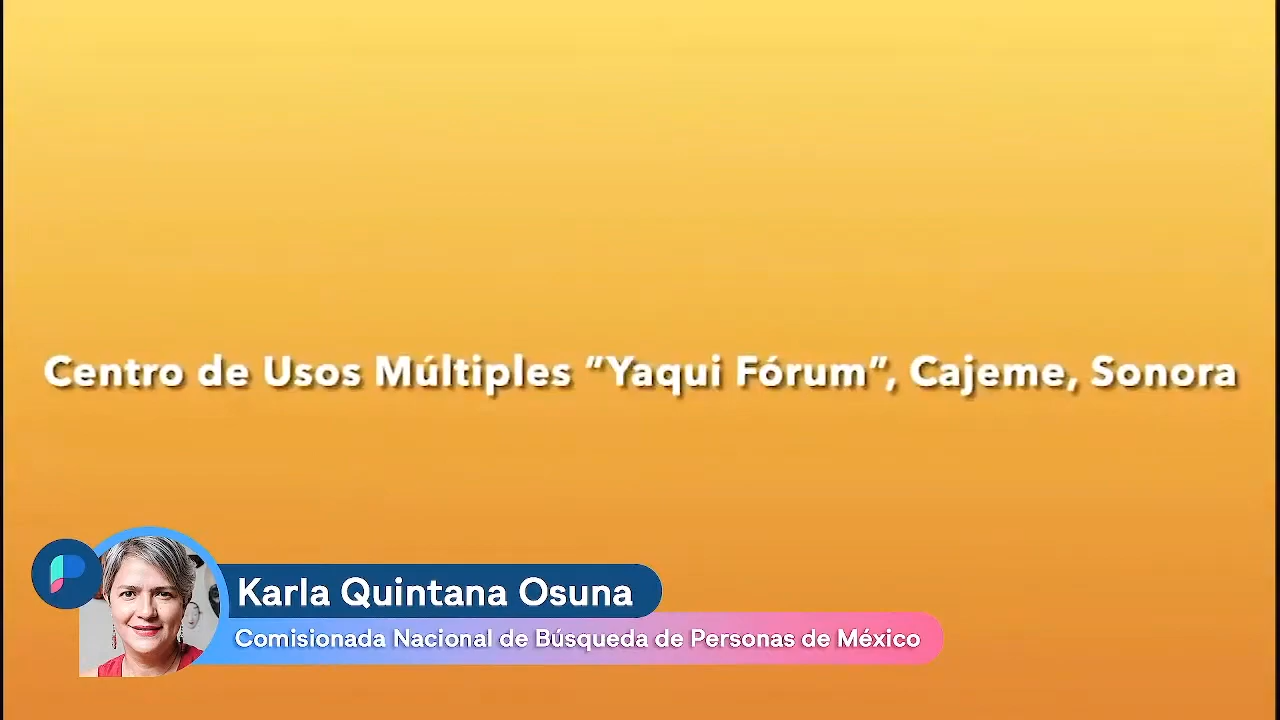 Centro de Usos Múltiples “Yaqui Fórum”, Cajeme, Sonora
Karla Quintana Osuna
Comisionada Nacional de Búsqueda de Personas de México